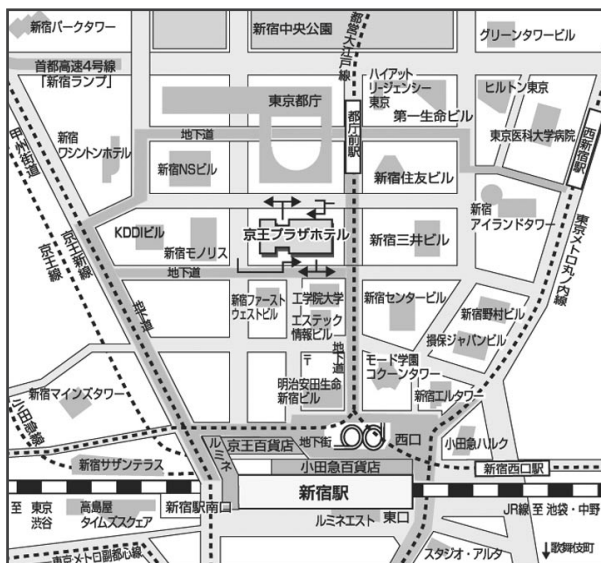 新宿パークタワー
新宿中央公園
都営大江戸線
グリーンタワービル
首都高速4号線
「新宿ランプ」
ハイアット
リージェンシー
東京
ヒルトン東京
東京都庁
第一生命ビル
都庁前駅
東京医科大学病院
西新宿駅
甲州街道
新宿
ワシントンホテル
地下道
新宿NSビル
新宿住友ビル
新宿
アイランドタワー
KDDIビル
新宿モノリス
京王プラザホテル
新宿三井ビル
東京メトロ丸ノ内線
京王線
京王新線
地下道
地下道
新宿ファースト
ウェストビル
工学院大学
エステック
情報ビル
新宿センタービル
新宿野村ビル
損保ジャパンビル
地下道
〒
モード学園
コクーンタワー
明治安田生命
新宿ビル
新宿エルタワー
新宿マインズタワー
小田急線
ルミネ
京王百貨店
地下街
西口
小田急ハルク
新宿サザンテラス
小田急百貨店
新宿西口駅
新宿駅
至 東京
渋谷
高島屋
タイムズスクェア
新宿駅南口
ルミネエスト
東口
JR線 至 池袋・中野
東京メトロ副都心線
スタジオ・アルタ
歌舞伎町